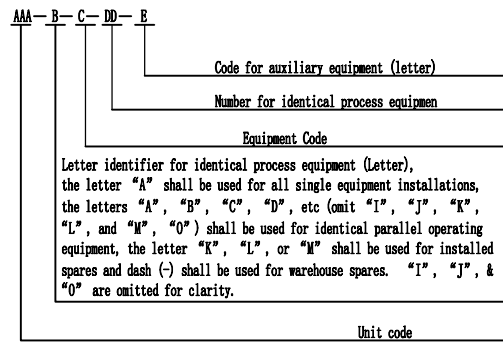 AAA—B—C—DD—E
Code for auxiliary equipment (letter)
Number for identical process equipmen
Equipment Code
Letter identifier for identical process equipment (Letter),
the letter “A” shall be used for all single equipment installations,
the letters “A”, “B”, “C”, “D”, etc (omit “I”, “J”, “K”,
“L”, and “M”, “O”) shall be used for identical parallel operating
equipment, the letter “K”, “L”, or “M” shall be used for installed
spares and dash (-) shall be used for warehouse spares. “I”, “J”, &
“O” are omitted for clarity.
Unit code